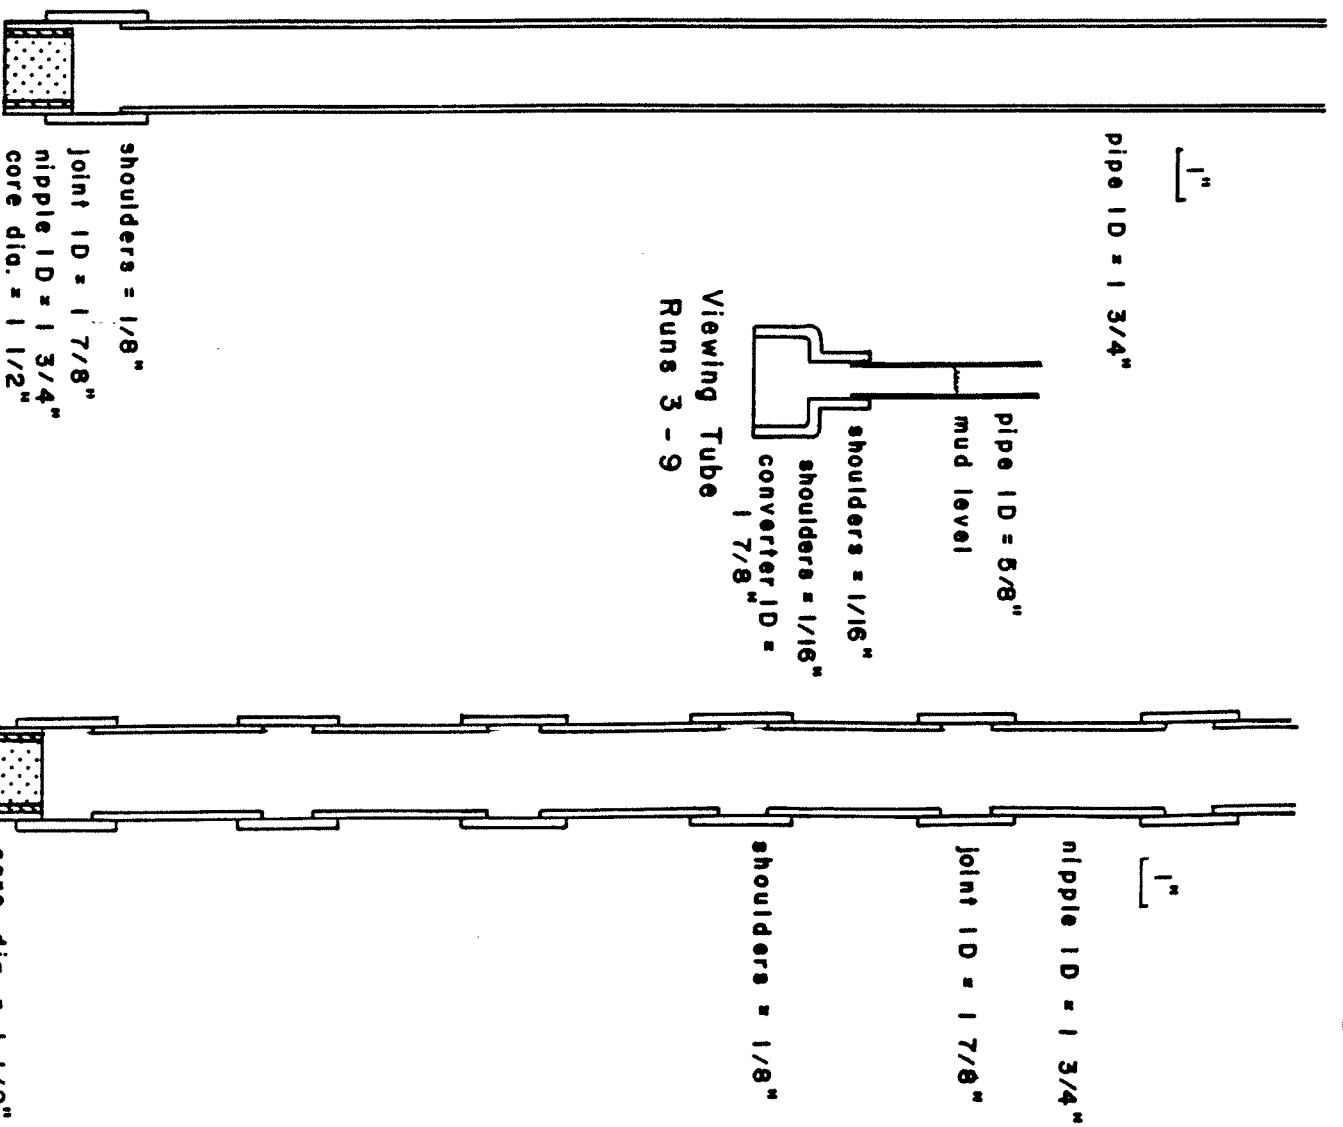 1"
pipe ID = 1 3/4"
shoulders = 1/8"
joint ID = 1 7/8"
nipple ID = 1 3/4"
core dia. = 1 1/2"
pipe ID = 5/8"
mud level
shoulders = 1/16"
shoulders = 1/16"
converter ID =
1 7/8"
Viewing Tube
Runs 3 - 9
1"
nipple ID = 1 3/4"
joint ID = 1 7/8"
shoulders = 1/8"